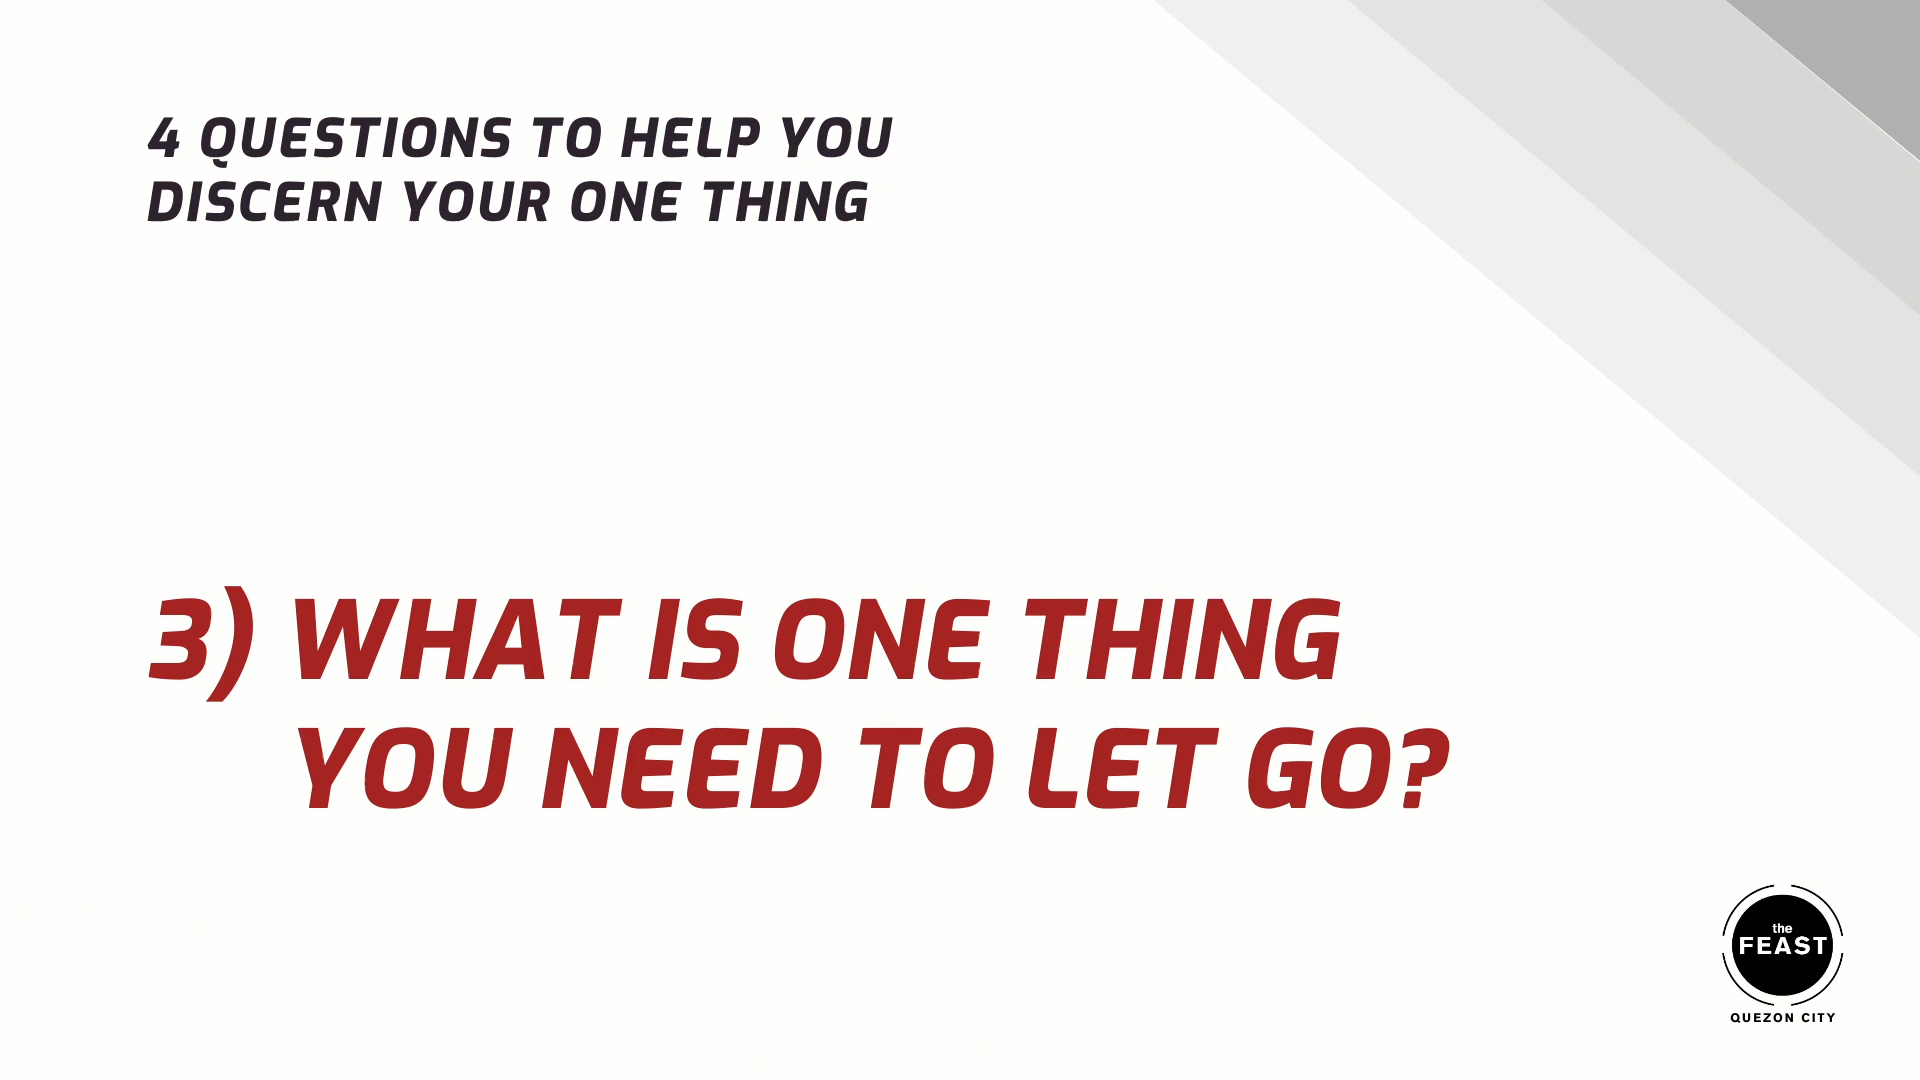 4 QUESTIONS TO HELP YOU
DISCERN YOUR ONE THING
3) WHAT IS ONE THING
YOU NEED TO LET GO?
the
FEAST
QUEZON CITY